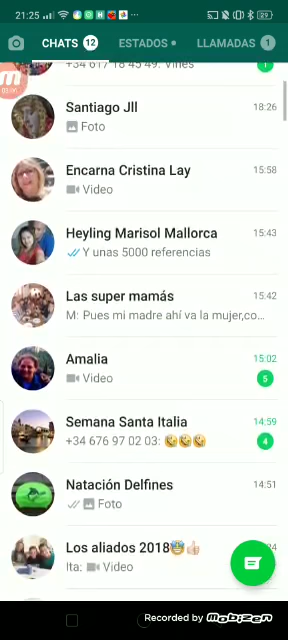 21:25
29
CHATS 12 ESTADOS LLAMADAS 1
+34 617 18 45 49: Vines 1
Santiago Jll 18:26
Foto
Encarna Cristina Lay 15:58
Video
Heyling Marisol Mallorca 15:43
Y unas 5000 referencias
Las super mamás 15:42
M: Pues mi madre ahí va la mujer,co...
Amalia 15:02
Video 5
Semana Santa Italia 14:59
+34 676 97 02 03: 🤣🤣🤣 4
Natación Delfines 14:51
Foto
Los aliados 2018🤓👍🏻
Ita: Video
Recorded by Mobizen